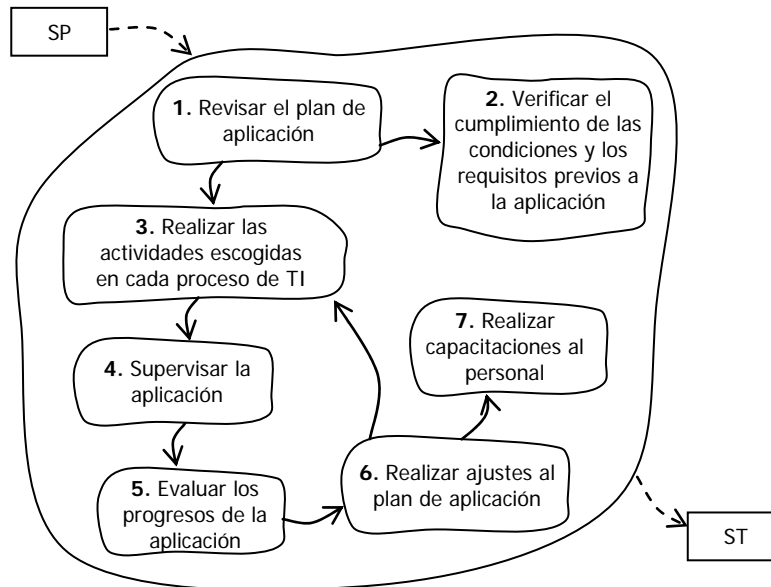 SP
1. Revisar el plan de
aplicación
2. Verificar el
cumplimiento de las
condiciones y los
requisitos previos a
la aplicación
3. Realizar las
actividades escogidas
en cada proceso de TI
4. Supervisar la
aplicación
5. Evaluar los
progresos de la
aplicación
6. Realizar ajustes al
plan de aplicación
7. Realizar
capacitaciones al
personal
ST